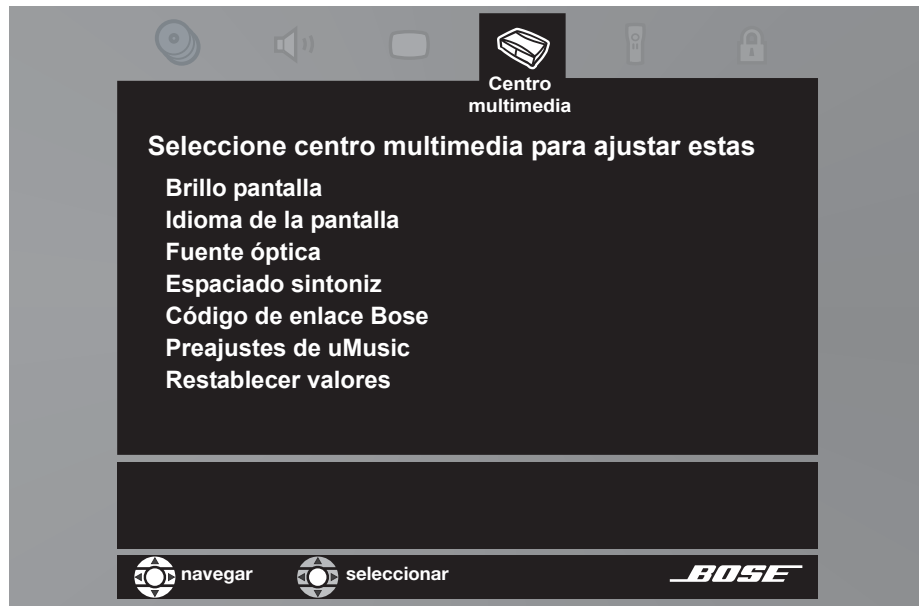 Centro
multimedia
Seleccione centro multimedia para ajustar estas
Brillo pantalla
Idioma de la pantalla
Fuente óptica
Espaciado sintoniz
Código de enlace Bose
Preajustes de uMusic
Restablecer valores
navegar seleccionar BOSE